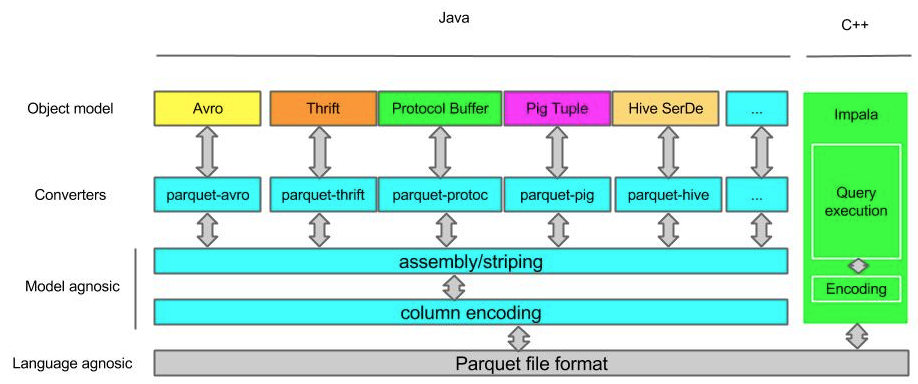 Java
C++
Object model
Avro
Thrift
Protocol Buffer
Pig Tuple
Hive SerDe
...
Impala
Converters
parquet-avro
parquet-thrift
parquet-protoc
parquet-pig
parquet-hive
...
Query
execution
Model agnosic
assembly/striping
column encoding
Encoding
Language agnosic
Parquet file format